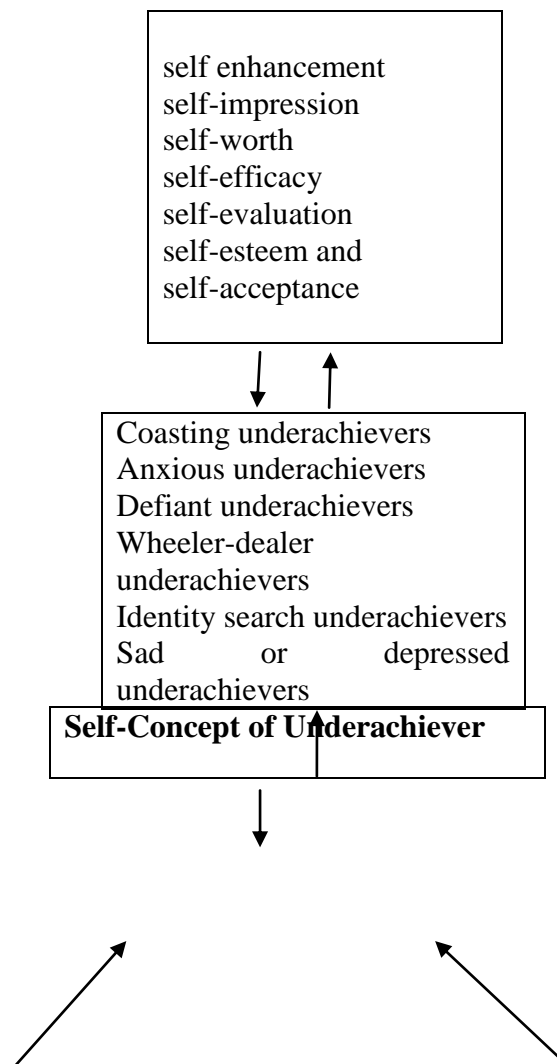 self enhancement
self-impression
self-worth
self-efficacy
self-evaluation
self-esteem and
self-acceptance
Coasting underachievers
Anxious underachievers
Defiant underachievers
Wheeler-dealer
underachievers
Identity search underachievers
Sad or depressed
underachievers
Self-Concept of Underachiever